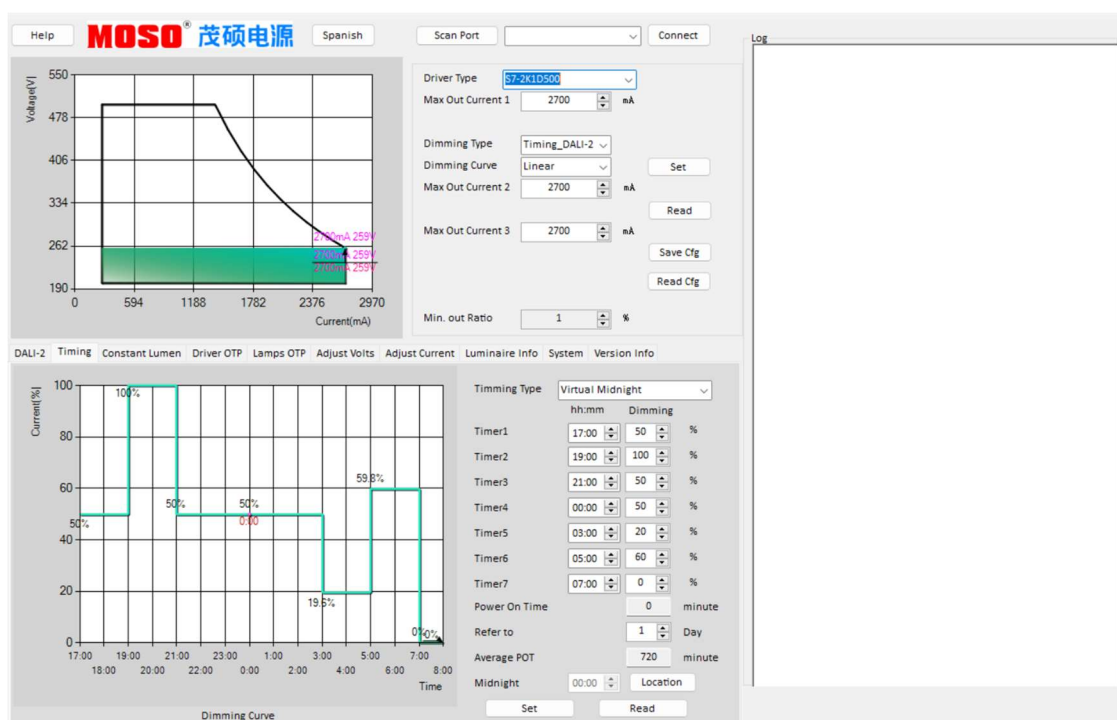 Help
MOSO® 茂硕电源
Spanish
Scan Port
Connect
Log
Voltage[V]
550
478
406
334
262
190
0 594 1188 1782 2376 2970
Current(mA)
2700mA 259V
2700mA 259V
2700mA 259V
Driver Type S7-2K1D500
Max Out Current 1 2700 mA
Dimming Type Timing_DALI-2
Dimming Curve Linear Set
Max Out Current 2 2700 mA
Read
Max Out Current 3 2700 mA
Save Cfg
Read Cfg
Min. out Ratio 1 %
DALI-2 Timing Constant Lumen Driver OTP Lamps OTP Adjust Volts Adjust Current Luminaire Info System Version Info
Current[%]
100
80
60
40
20
0
50%
100%
50%
50%
0:00
19.6%
59.8%
0%
0%
17:00 19:00 21:00 23:00 1:00 3:00 5:00 7:00
18:00 20:00 22:00 0:00 2:00 4:00 6:00 8:00
Time
Dimming Curve
Timming Type Virtual Midnight
hh:mm Dimming
Timer1 17:00 50 %
Timer2 19:00 100 %
Timer3 21:00 50 %
Timer4 00:00 50 %
Timer5 03:00 20 %
Timer6 05:00 60 %
Timer7 07:00 0 %
Power On Time 0 minute
Refer to 1 Day
Average POT 720 minute
Midnight 00:00 Location
Set Read